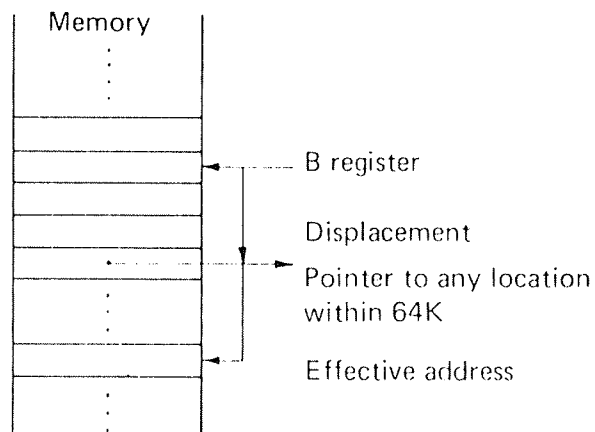 Memory
B register
Displacement
Pointer to any location
within 64K
Effective address